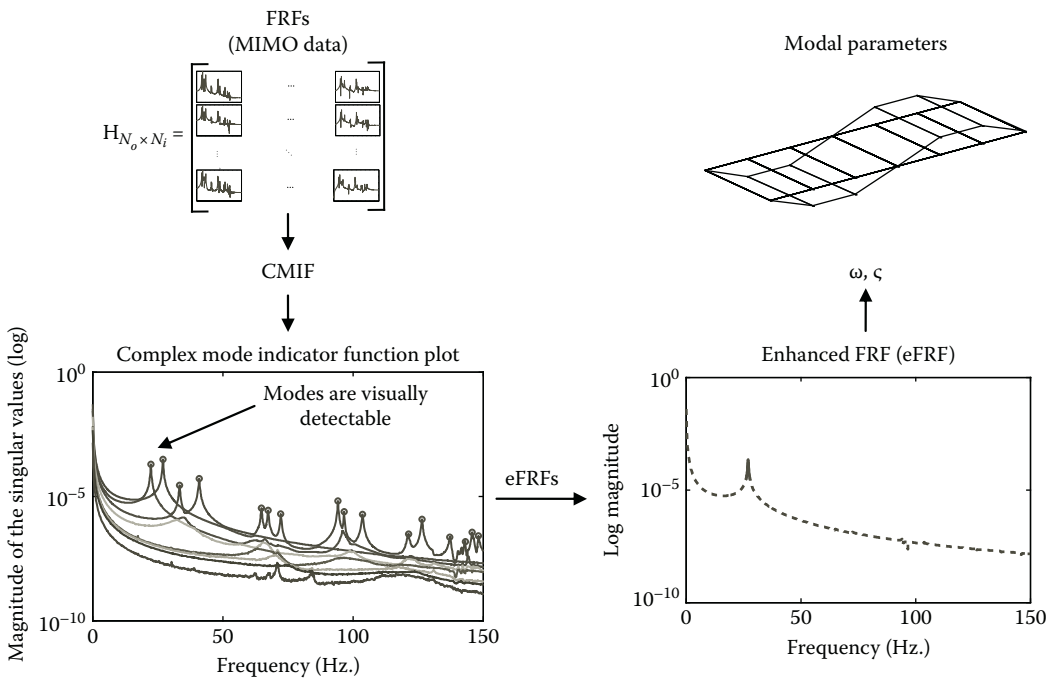 FRFs
(MIMO data)
H_{N_o × N_i} =
...
...
⋮ ⋱ ⋮
...
CMIF
Complex mode indicator function plot
Magnitude of the singular values (log)
10^0
10^{−5}
10^{−10}
Modes are visually
detectable
0 50 100 150
Frequency (Hz.)
eFRFs
Modal parameters
ω, ς
Enhanced FRF (eFRF)
Log magnitude
10^0
10^{−5}
10^{−10}
0 50 100 150
Frequency (Hz.)